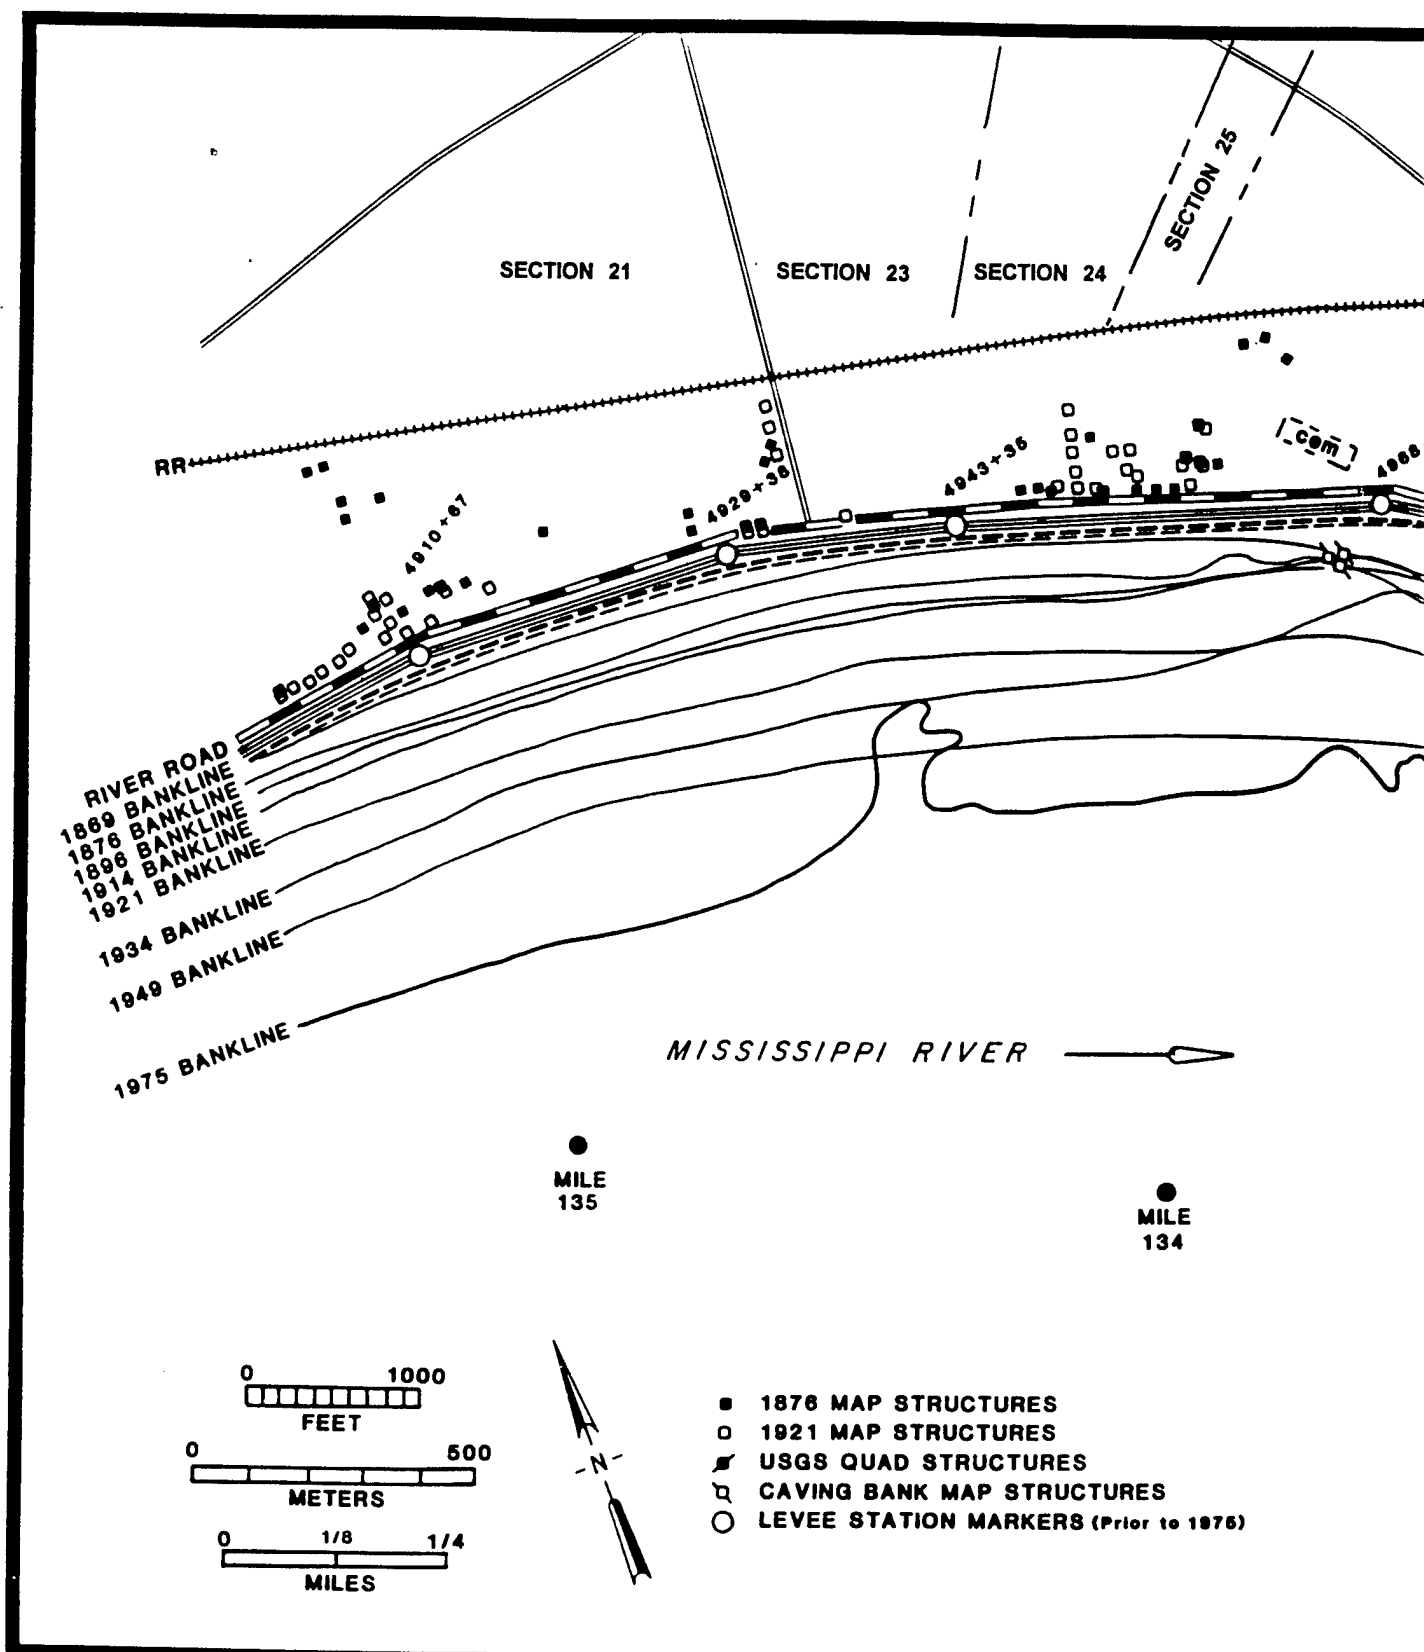 SECTION 25
SECTION 21
SECTION 23
SECTION 24
RR
4910+67
4929+36
4943+35
cem
4968
RIVER ROAD
1869 BANKLINE
1876 BANKLINE
1896 BANKLINE
1914 BANKLINE
1921 BANKLINE
1934 BANKLINE
1949 BANKLINE
1975 BANKLINE
MISSISSIPPI RIVER
MILE
135
MILE
134
0 1000
FEET
0 500
METERS
0 1/8 1/4
MILES
N
1876 MAP STRUCTURES
1921 MAP STRUCTURES
USGS QUAD STRUCTURES
CAVING BANK MAP STRUCTURES
LEVEE STATION MARKERS (Prior to 1975)